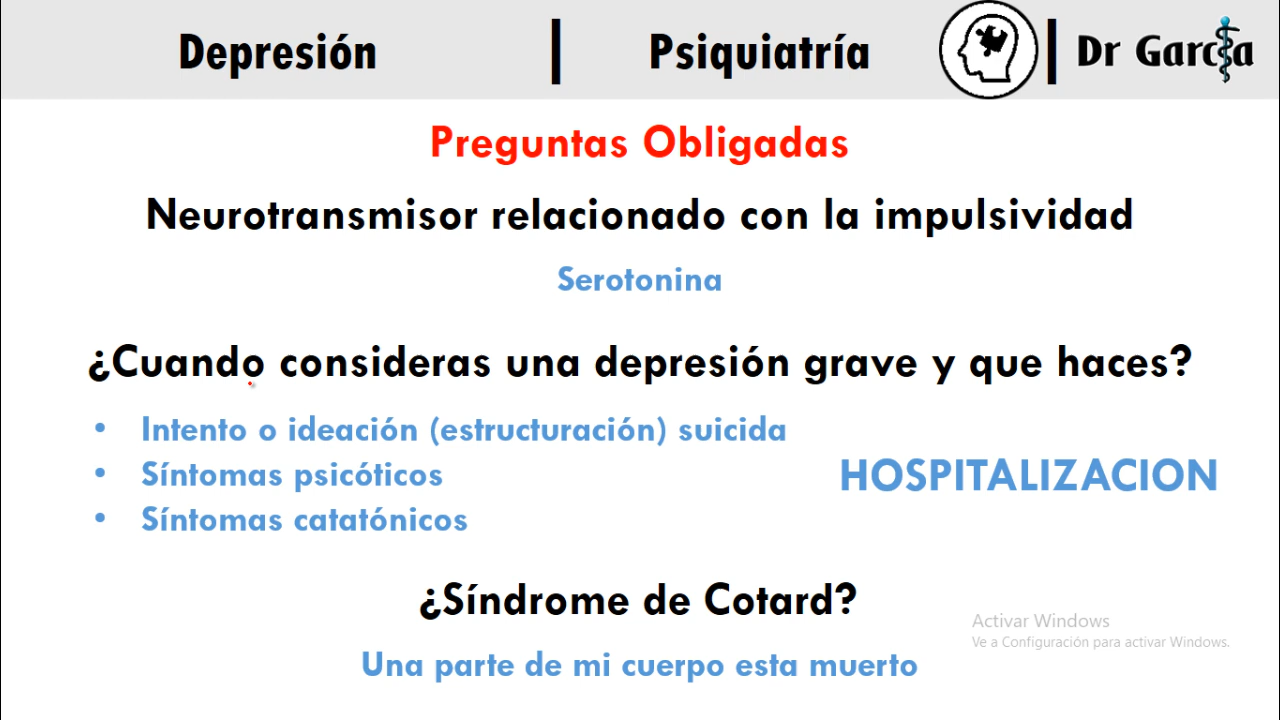 Depresión | Psiquiatría | Dr García
Preguntas Obligadas
Neurotransmisor relacionado con la impulsividad
Serotonina
¿Cuando consideras una depresión grave y que haces?
• Intento o ideación (estructuración) suicida
• Síntomas psicóticos
• Síntomas catatónicos
HOSPITALIZACION
¿Síndrome de Cotard?
Una parte de mi cuerpo esta muerto
Activar Windows
Ve a Configuración para activar Windows.